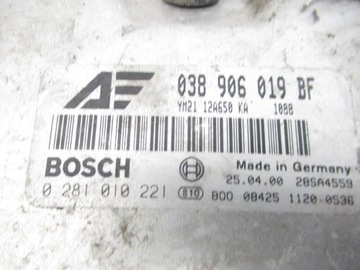 AE 038 906 019 BF
YM21 12A650 KA 1088
BOSCH
Made in Germany
25.04.00 28SA4559
0 281 010 221 810 B00 08425 1120-0536